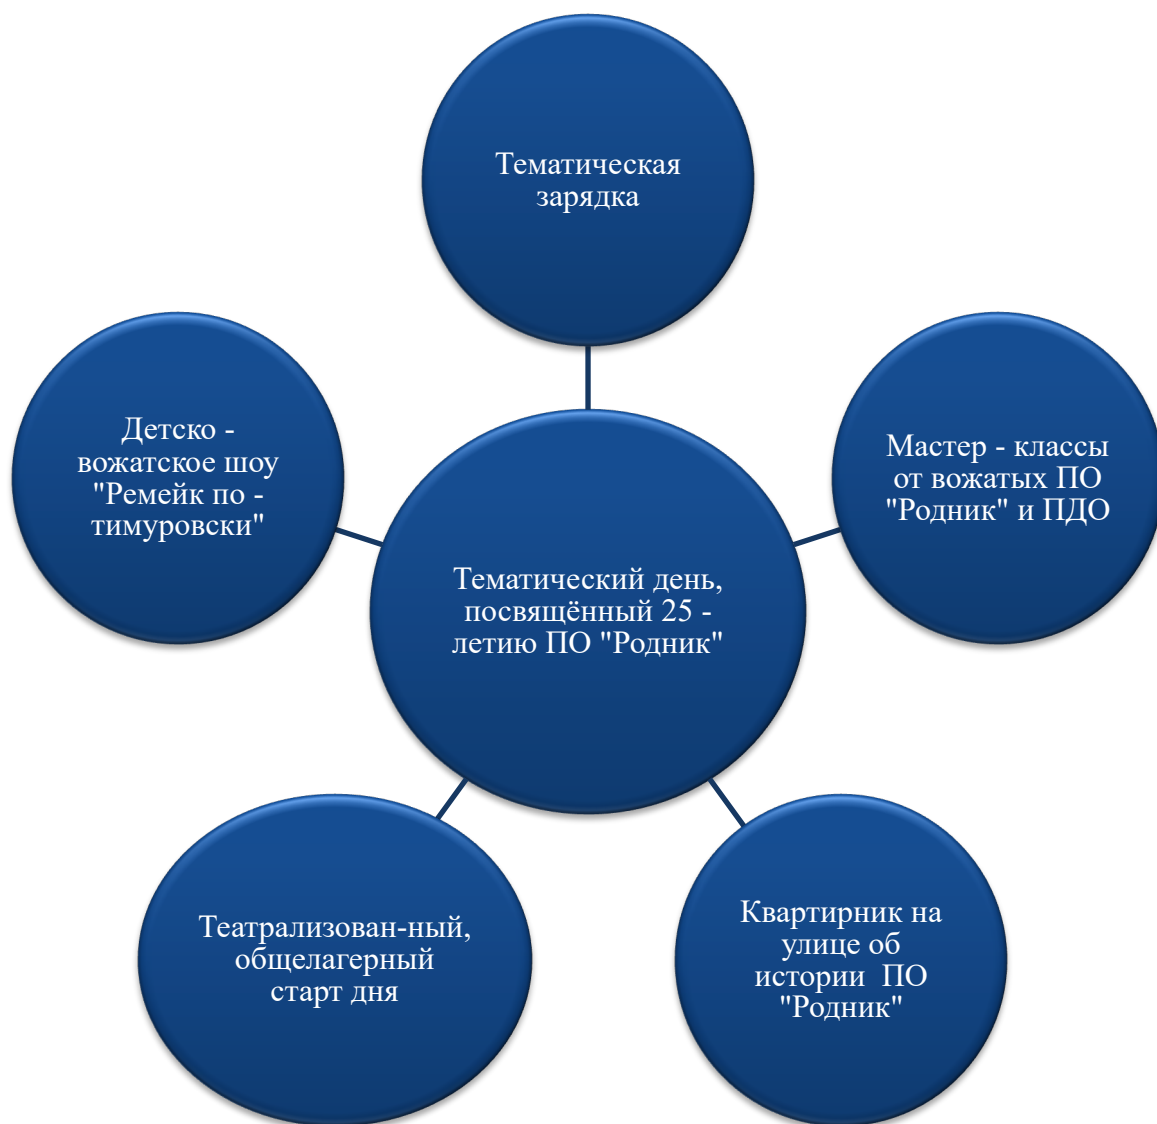 Тематическая
зарядка
Детско -
вожатское шоу
"Ремейк по -
тимуровски"
Мастер - классы
от вожатых ПО
"Родник" и ПДО
Тематический день,
посвящённый 25 -
летию ПО "Родник"
Театрализован-ный,
общелагерный
старт дня
Квартирник на
улице об
истории  ПО
"Родник"